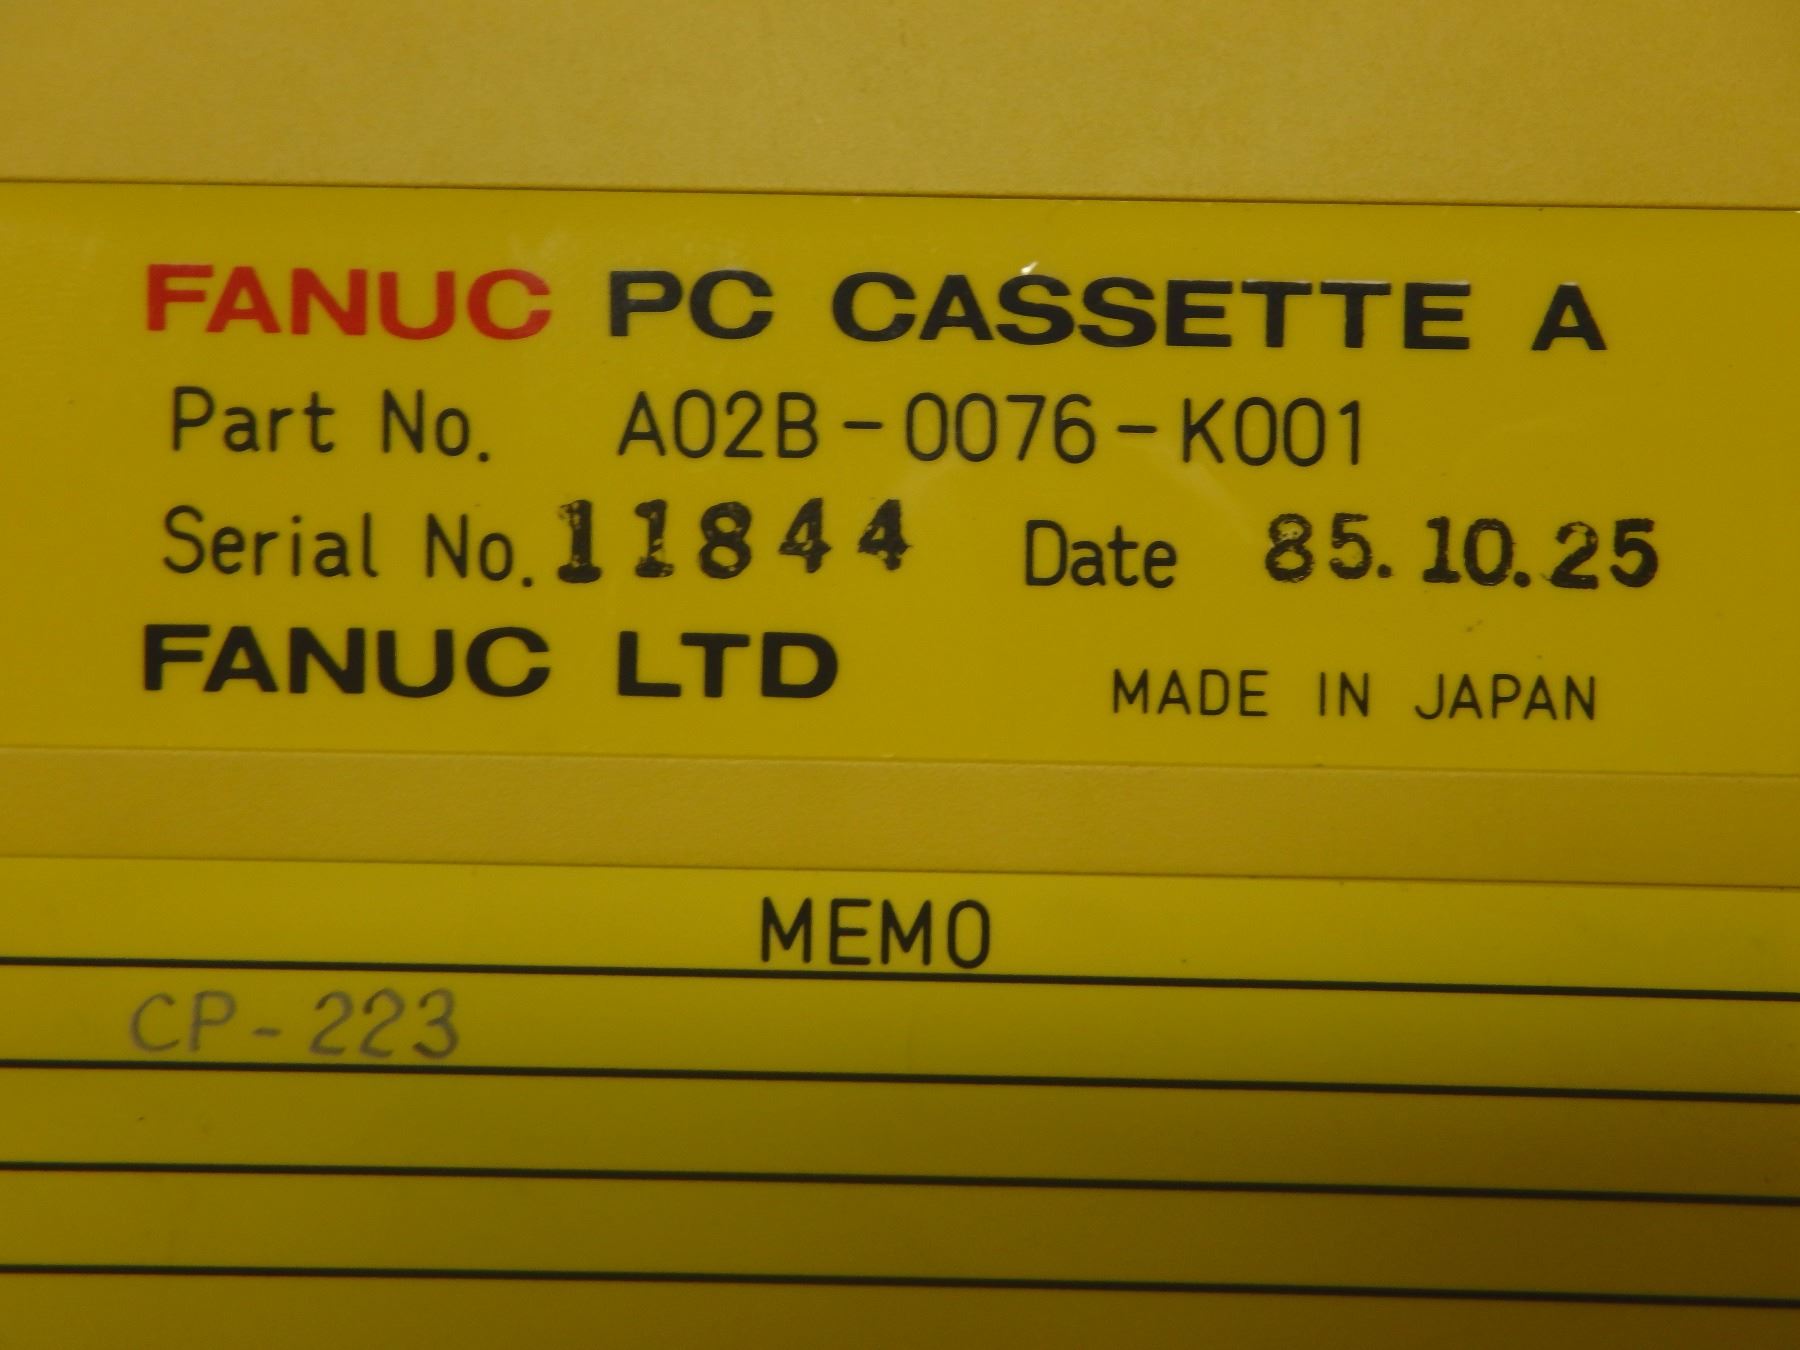 FANUC PC CASSETTE A
Part No. A02B-0076-K001
Serial No. 11844 Date 85.10.25
FANUC LTD MADE IN JAPAN
MEMO
CP-223